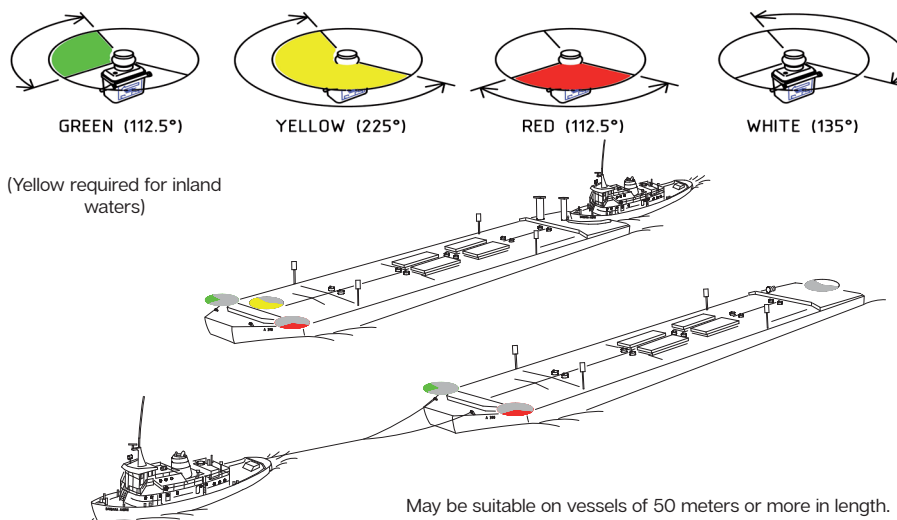 GREEN (112.5°)
YELLOW (225°)
RED (112.5°)
WHITE (135°)
(Yellow required for inland
waters)
May be suitable on vessels of 50 meters or more in length.